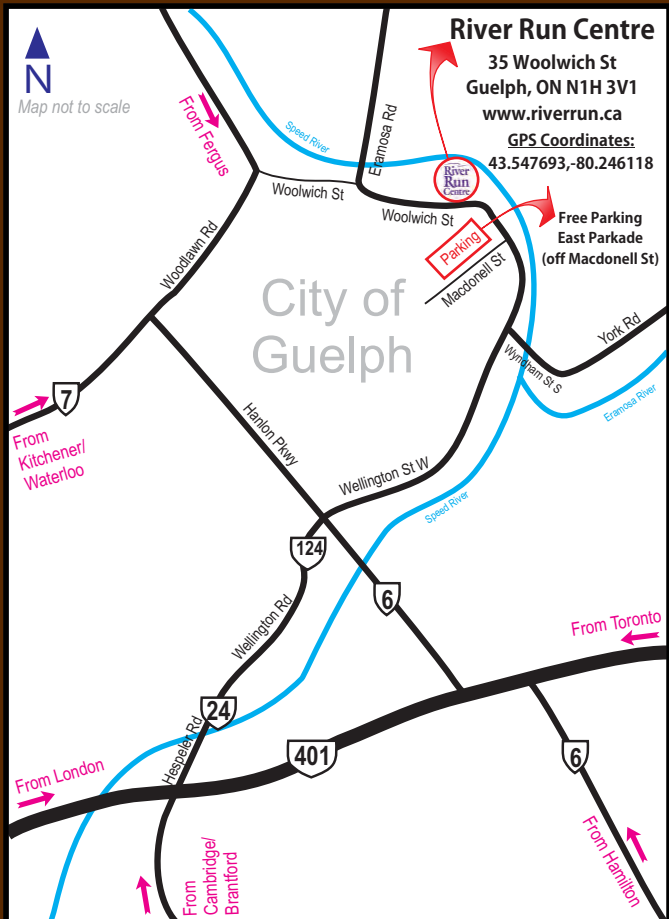 River Run Centre
35 Woolwich St
Guelph, ON N1H 3V1
www.riverrun.ca
GPS Coordinates:
43.547693,-80.246118
N
Map not to scale
From Fergus
Speed River
Eramosa Rd
River
Run
Centre
Woolwich St
Woolwich St
Free Parking
East Parkade
(off Macdonell St)
Parking
Macdonell St
Woodlawn Rd
City of
Guelph
York Rd
Wyndham St S
Eramosa River
7
From
Kitchener/
Waterloo
Hanlon Pkwy
Wellington St W
Speed River
124
6
Wellington Rd
From Toronto
24
Hespeler Rd
401
6
From London
From
Cambridge/
Brantford
From Hamilton